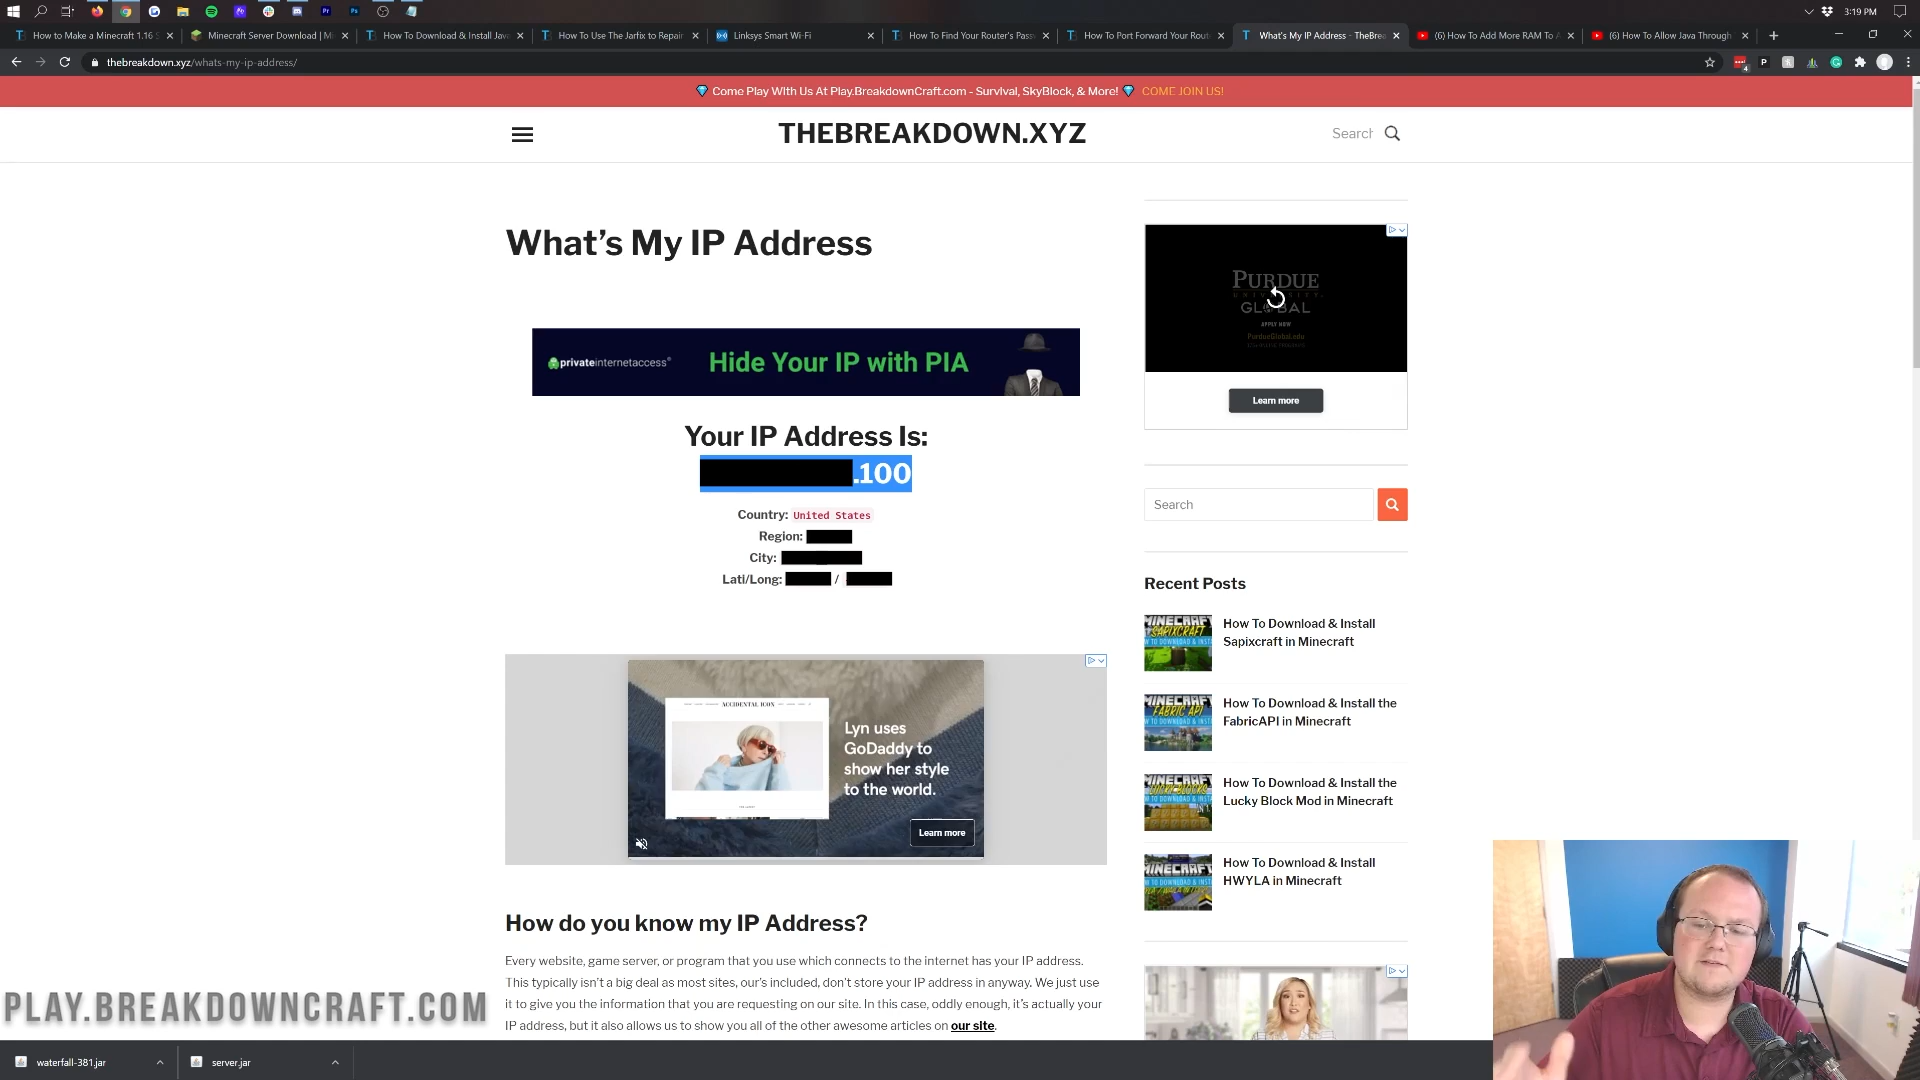 3:19 PM
How to Make a Minecraft 1.16 S
Minecraft Server Download | Mi
How To Download & Install Java
How To Use The Jarfix to Repair
Linksys Smart Wi-Fi
How To Find Your Router's Passw
How To Port Forward Your Route
What's My IP Address - TheBrea
(6) How To Add More RAM To A
(6) How To Allow Java Through
thebreakdown.xyz/whats-my-ip-address/
Come Play With Us At Play.BreakdownCraft.com - Survival, SkyBlock, & More! COME JOIN US!
THEBREAKDOWN.XYZ
Search
What's My IP Address
privateinternetaccess®
Hide Your IP with PIA
Your IP Address Is:
.100
Country: United States
Region:
City:
Lati/Long: /
PURDUE
UNIVERSITY
GLOBAL
APPLY NOW
PurdueGlobal.edu
Learn more
Search
Recent Posts
How To Download & Install
Sapixcraft in Minecraft
How To Download & Install the
FabricAPI in Minecraft
How To Download & Install the
Lucky Block Mod in Minecraft
How To Download & Install
HWYLA in Minecraft
ACCIDENTAL ICON
Lyn uses
GoDaddy to
show her style
to the world.
Learn more
How do you know my IP Address?
Every website, game server, or program that you use which connects to the internet has your IP address.
This typically isn't a big deal as most sites, our's included, don't store your IP address in anyway. We just use
it to give you the information that you are requesting on our site. In this case, oddly enough, it's actually your
IP address, but it also allows us to show you all of the other awesome articles on our site.
PLAY.BREAKDOWNCRAFT.COM
waterfall-381.jar
server.jar